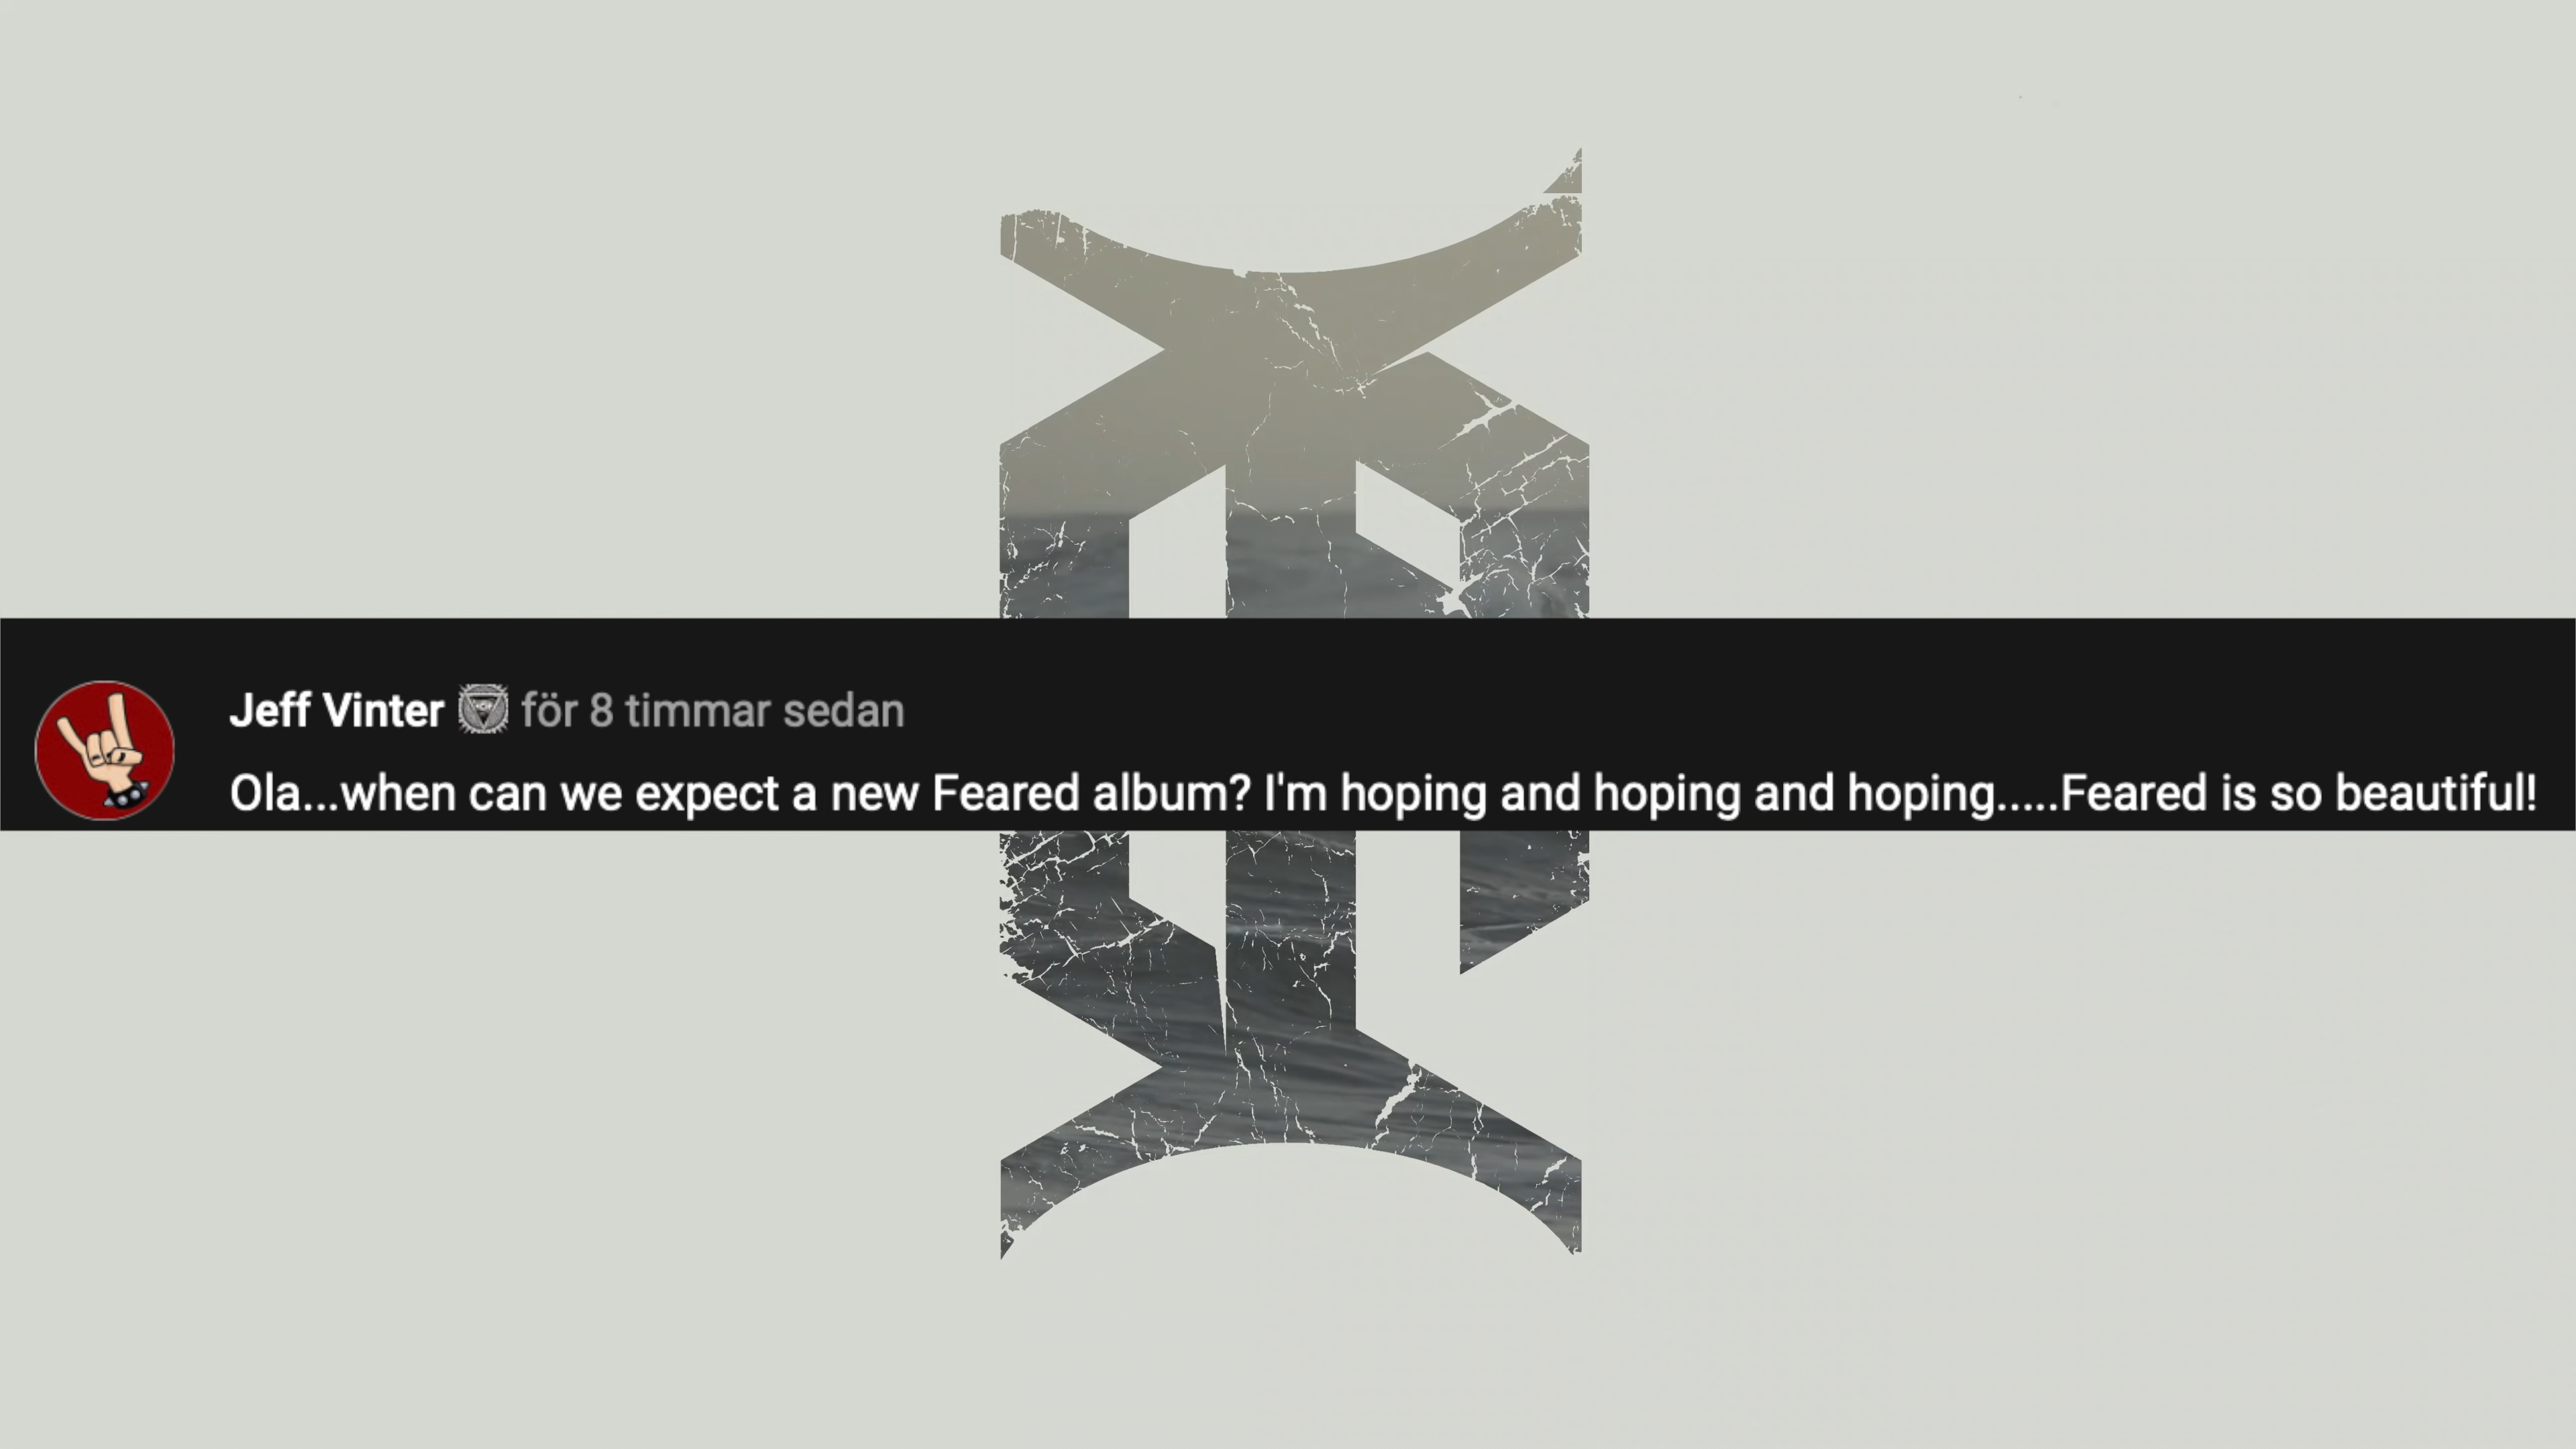 Jeff Vinter för 8 timmar sedan
Ola...when can we expect a new Feared album? I'm hoping and hoping and hoping.....Feared is so beautiful!